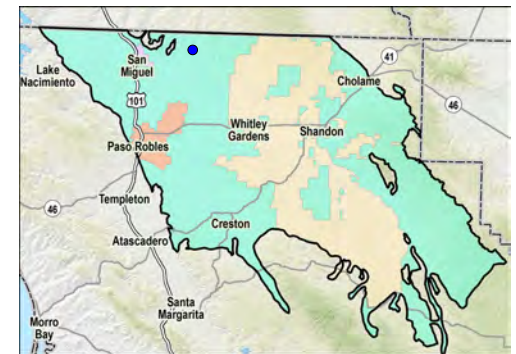 San
Miguel
Lake
Nacimiento
41
Cholame
101
46
Whitley
Gardens
Shandon
Paso Robles
Templeton
46
Creston
Atascadero
Santa
Margarita
Morro
Bay